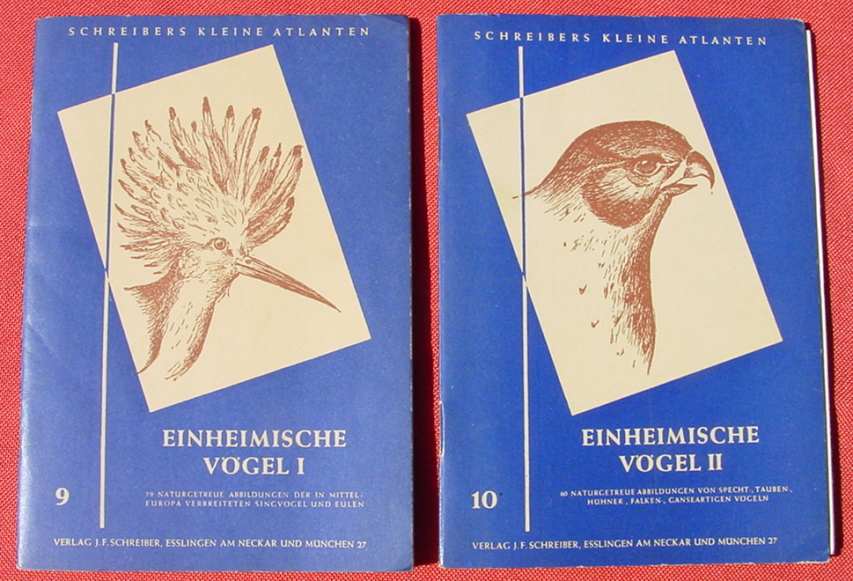 SCHREIBERS KLEINE ATLANTEN
EINHEIMISCHE
VÖGEL I
9
79 NATURGETREUE ABBILDUNGEN DER IN MITTEL-
EUROPA VERBREITETEN SINGVÖGEL UND EULEN
VERLAG J. F. SCHREIBER, ESSLINGEN AM NECKAR UND MÜNCHEN 27
SCHREIBERS KLEINE ATLANTEN
EINHEIMISCHE
VÖGEL II
10
60 NATURGETREUE ABBILDUNGEN VON SPECHT-, TAUBEN-,
HÜHNER-, FALKEN-, GANSEARTIGEN VÖGELN
VERLAG J. F. SCHREIBER, ESSLINGEN AM NECKAR UND MÜNCHEN 27